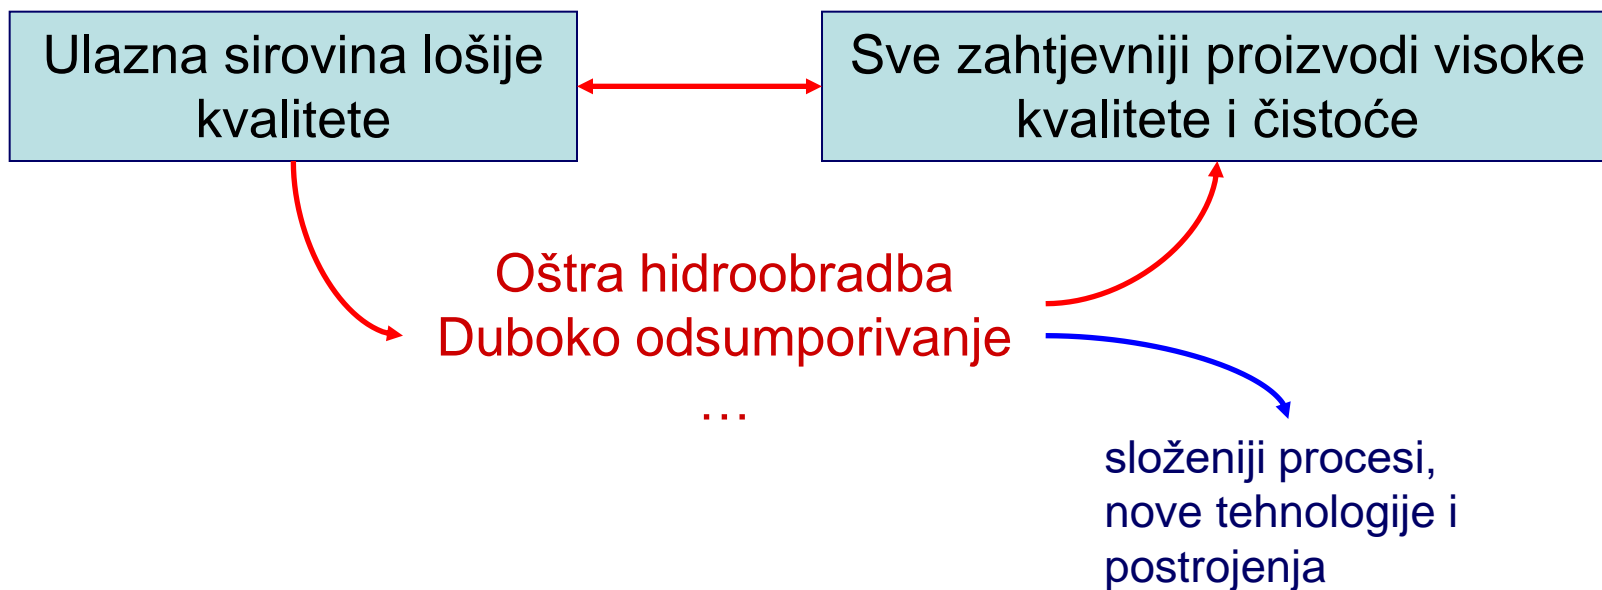 Ulazna sirovina lošije
kvalitete
Sve zahtjevniji proizvodi visoke
kvalitete i čistoće
Oštra hidroobradba
Duboko odsumporivanje
…
složeniji procesi,
nove tehnologije i
postrojenja